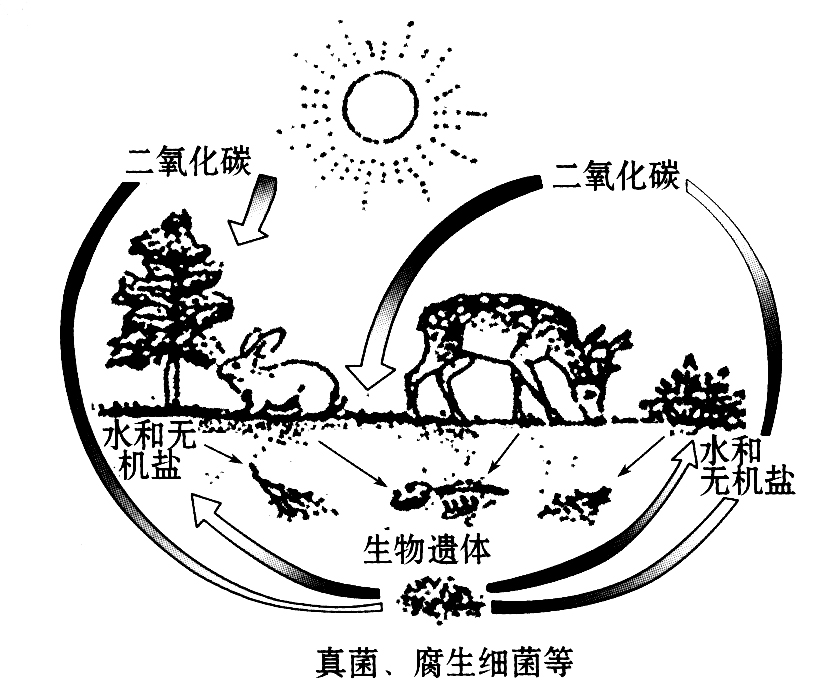 二氧化碳
二氧化碳
水和无
机盐
水和
无机盐
生物遗体
真菌、腐生细菌等